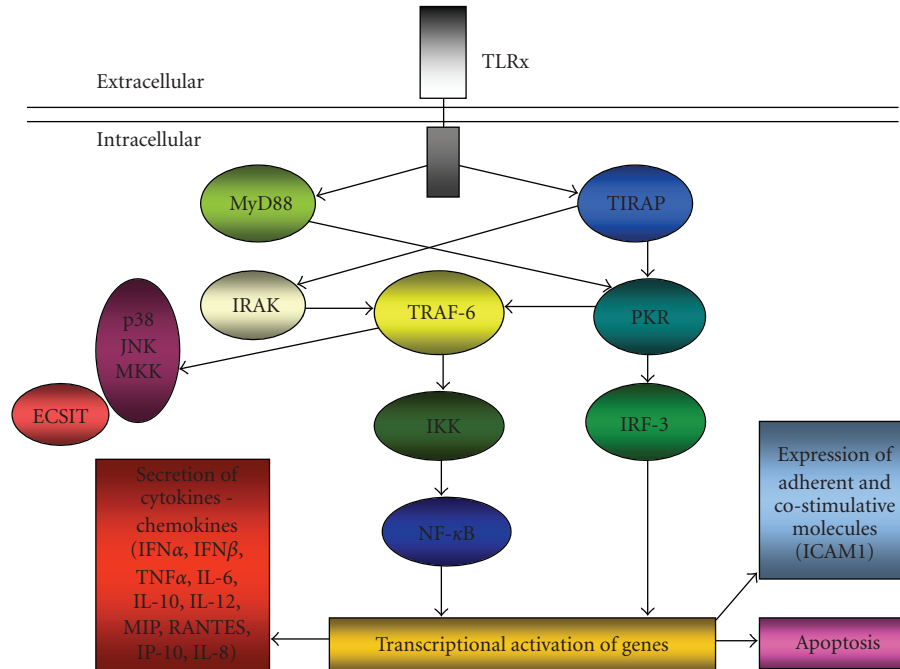 TLRx
Extracellular
Intracellular
MyD88
TIRAP
IRAK
TRAF-6
PKR
p38
JNK
MKK
ECSIT
IKK
IRF-3
Secretion of
cytokines -
chemokines
(IFNα, IFNβ,
TNFα, IL-6,
IL-10, IL-12,
MIP, RANTES,
IP-10, IL-8)
NF-κB
Expression of
adherent and
co-stimulative
molecules
(ICAM1)
Transcriptional activation of genes
Apoptosis